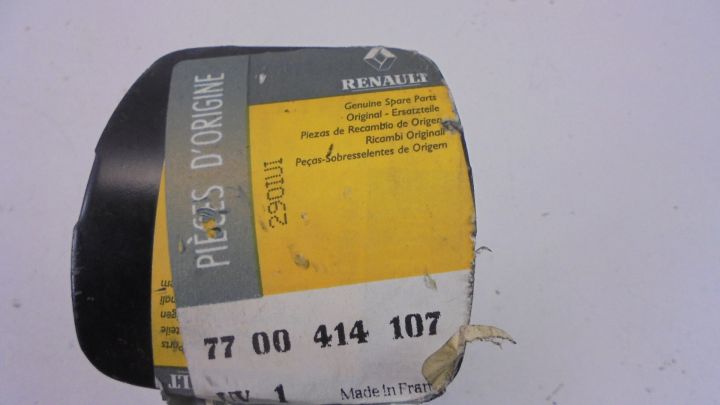 RENAULT
Genuine Spare Parts
Original - Ersatzteile
Piezas de Recambio de Origen
Ricambi Originali
Peças-Sobresselentes de Origem
PIÈCES D'ORIGINE
77 00 414 107
1
Made in Fran